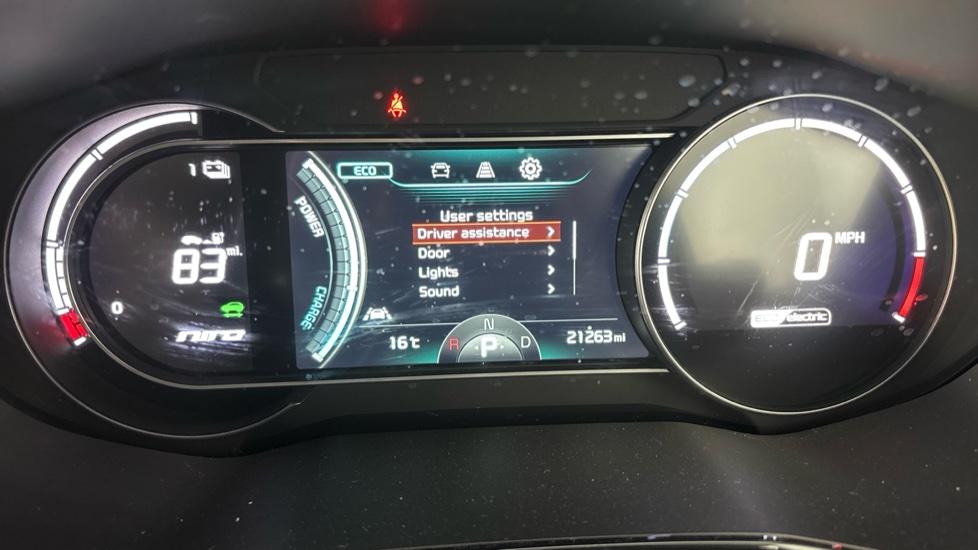 1
83 mi.
0
niro
POWER
CHARGE
ECO
User settings
Driver assistance
Door
Lights
Sound
16℃
N
R P D
21263 mi
0 MPH
eco electric